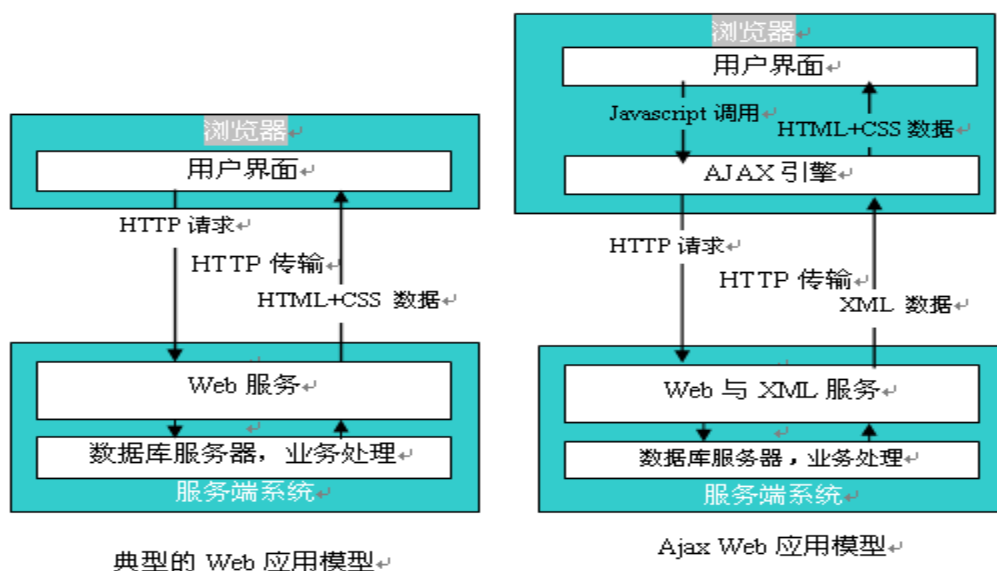 浏览器
用户界面
HTTP 请求
HTTP 传输
HTML+CSS 数据
Web 服务
数据库服务器，业务处理
服务端系统
典型的 Web 应用模型
浏览器
用户界面
Javascript 调用
HTML+CSS 数据
AJAX 引擎
HTTP 请求
HTTP 传输
XML 数据
Web 与 XML 服务
数据库服务器，业务处理
服务端系统
Ajax Web 应用模型